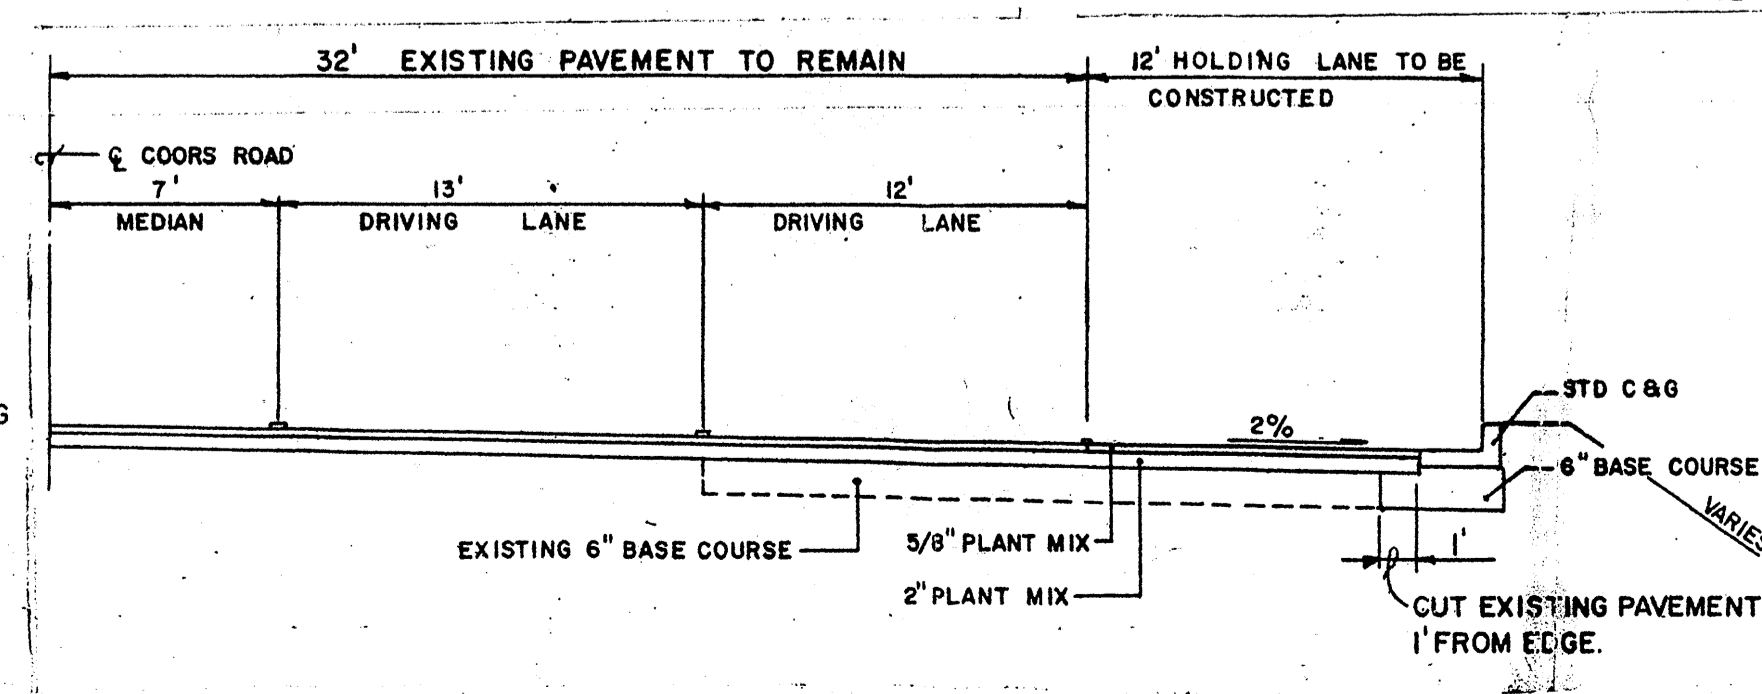 32' EXISTING PAVEMENT TO REMAIN
12' HOLDING LANE TO BE
CONSTRUCTED
℄ COORS ROAD
7'
MEDIAN
13'
DRIVING LANE
12'
DRIVING LANE
G
2%
STD C&G
6" BASE COURSE
VARIES
EXISTING 6" BASE COURSE
5/8" PLANT MIX
2" PLANT MIX
1'
CUT EXISTING PAVEMENT
1' FROM EDGE.